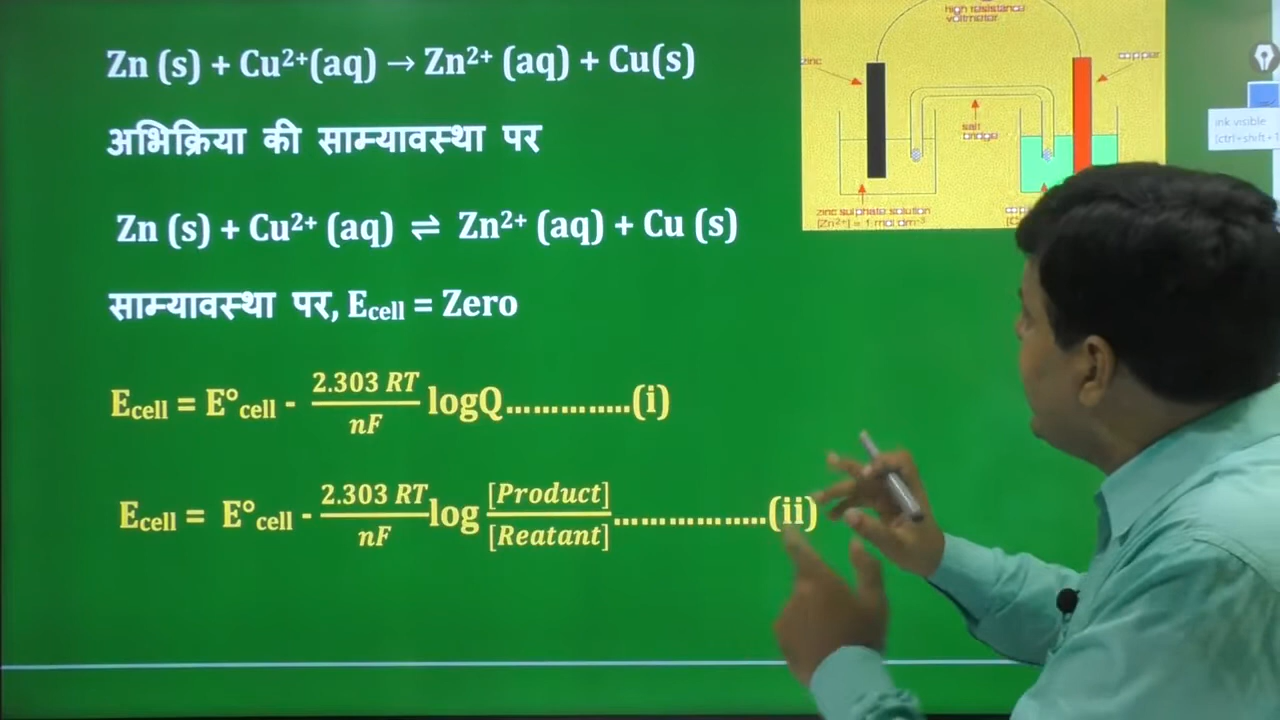 Zn (s) + Cu²⁺(aq) → Zn²⁺ (aq) + Cu(s)
अभिक्रिया की साम्यावस्था पर
Zn (s) + Cu²⁺ (aq) ⇌ Zn²⁺ (aq) + Cu (s)
साम्यावस्था पर, Ecell = Zero
Ecell = E°cell - 2.303 RT/nF logQ..............(i)
Ecell = E°cell - 2.303 RT/nF log [Product]/[Reatant]..................(ii)
high resistance
voltmeter
zinc
copper
salt
bridge
zinc sulphate solution
[Zn²⁺] = 1 mol dm⁻³
ink visible
(ctrl+shift+